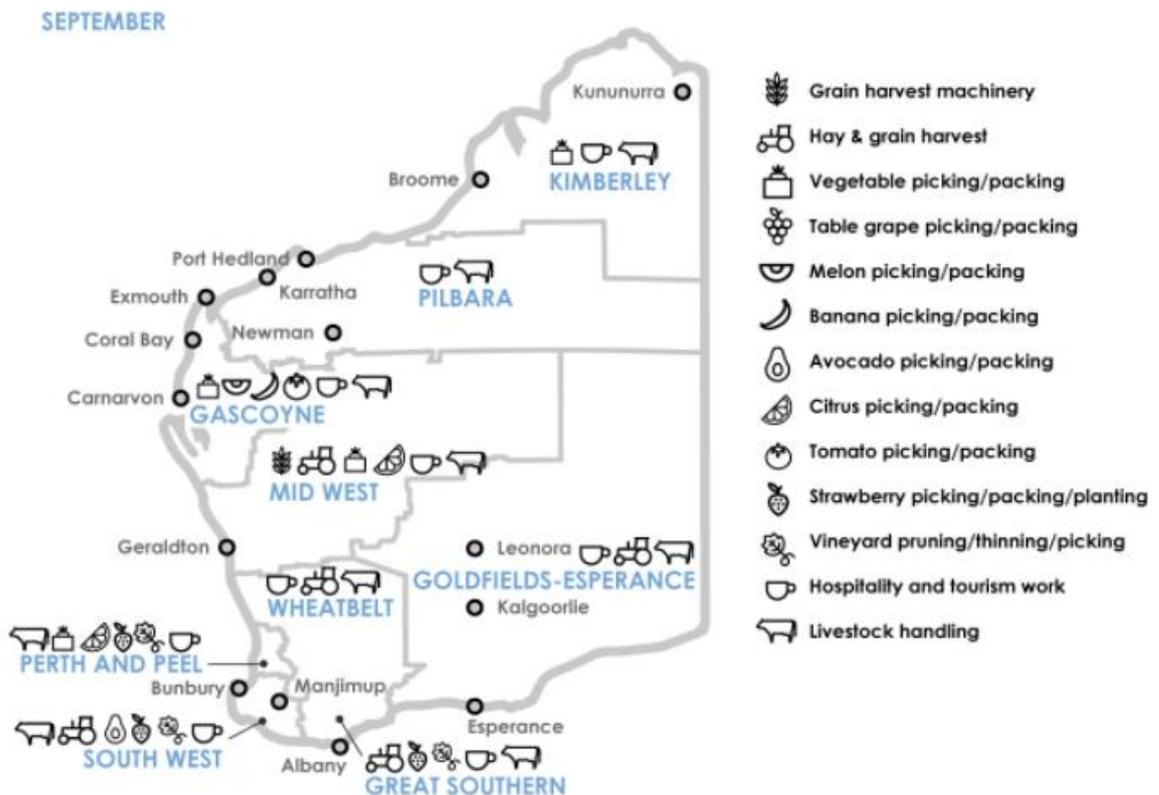 SEPTEMBER
Kununurra
Broome
KIMBERLEY
Port Hedland
Karratha
PILBARA
Exmouth
Newman
Coral Bay
Carnarvon
GASCOYNE
MID WEST
Geraldton
Leonora
GOLDFIELDS-ESPERANCE
WHEATBELT
Kalgoorlie
PERTH AND PEEL
Bunbury
Manjimup
Esperance
SOUTH WEST
Albany
GREAT SOUTHERN
Grain harvest machinery
Hay & grain harvest
Vegetable picking/packing
Table grape picking/packing
Melon picking/packing
Banana picking/packing
Avocado picking/packing
Citrus picking/packing
Tomato picking/packing
Strawberry picking/packing/planting
Vineyard pruning/thinning/picking
Hospitality and tourism work
Livestock handling